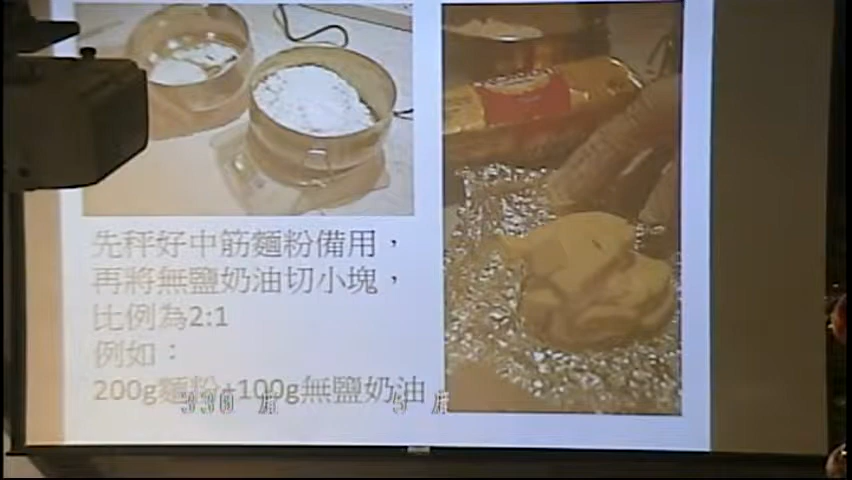 先秤好中筋麵粉備用，
再將無鹽奶油切小塊，
比例為2:1
例如：
200g麵粉+100g無鹽奶油